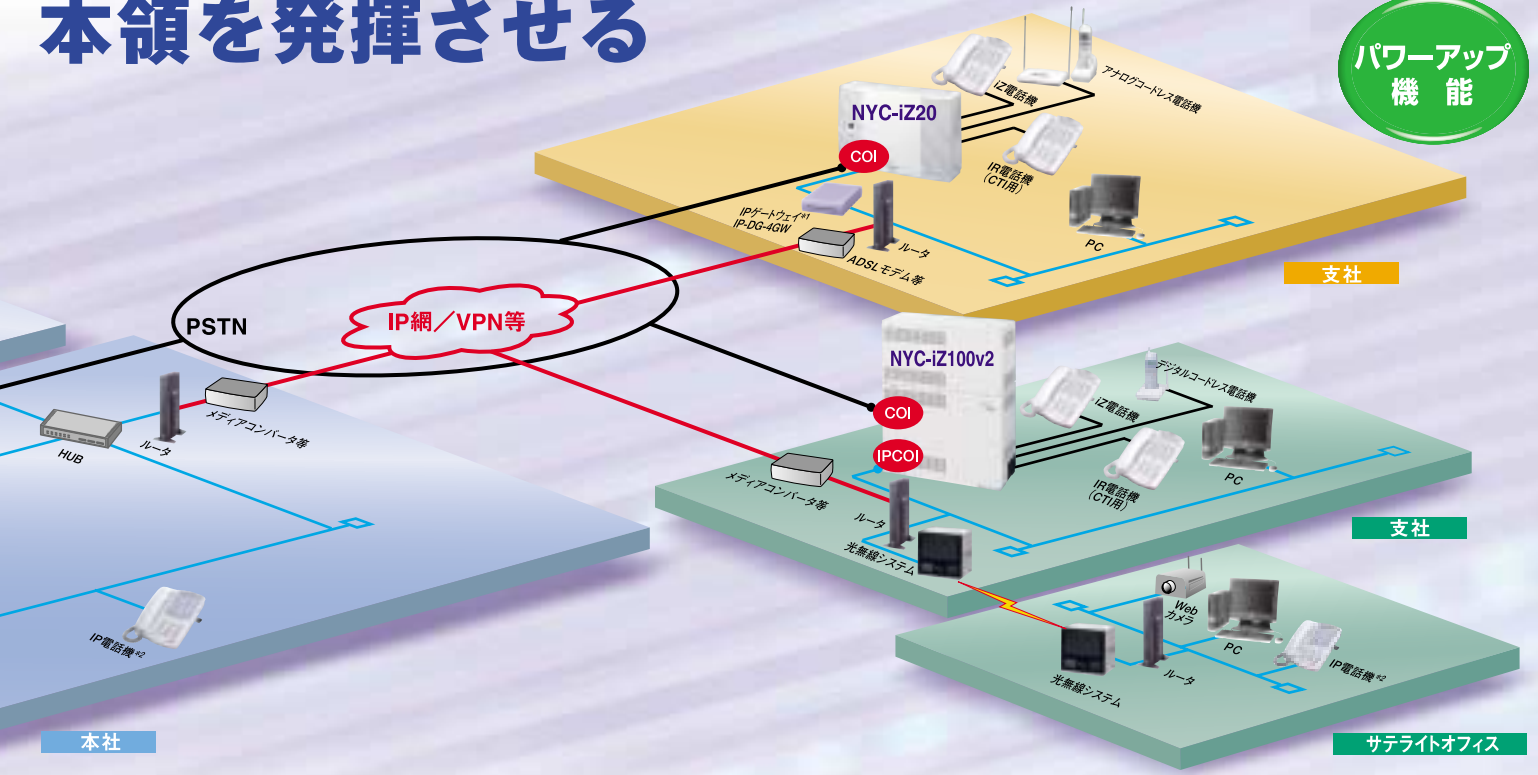 本領を発揮させる
パワーアップ
機 能
NYC-iZ20
COI
iZ電話機
アナログコードレス電話機
IR電話機
(CTI用)
IPゲートウェイ*1
IP-DG-4GW
ルータ
ADSLモデム等
PC
支社
PSTN
IP網／VPN等
NYC-iZ100v2
COI
IPCOI
iZ電話機
デジタルコードレス電話機
IR電話機
(CTI用)
PC
メディアコンバータ等
ルータ
光無線システム
支社
HUB
ルータ
メディアコンバータ等
IP電話機*2
本社
Web
カメラ
PC
ルータ
IP電話機*2
光無線システム
サテライトオフィス